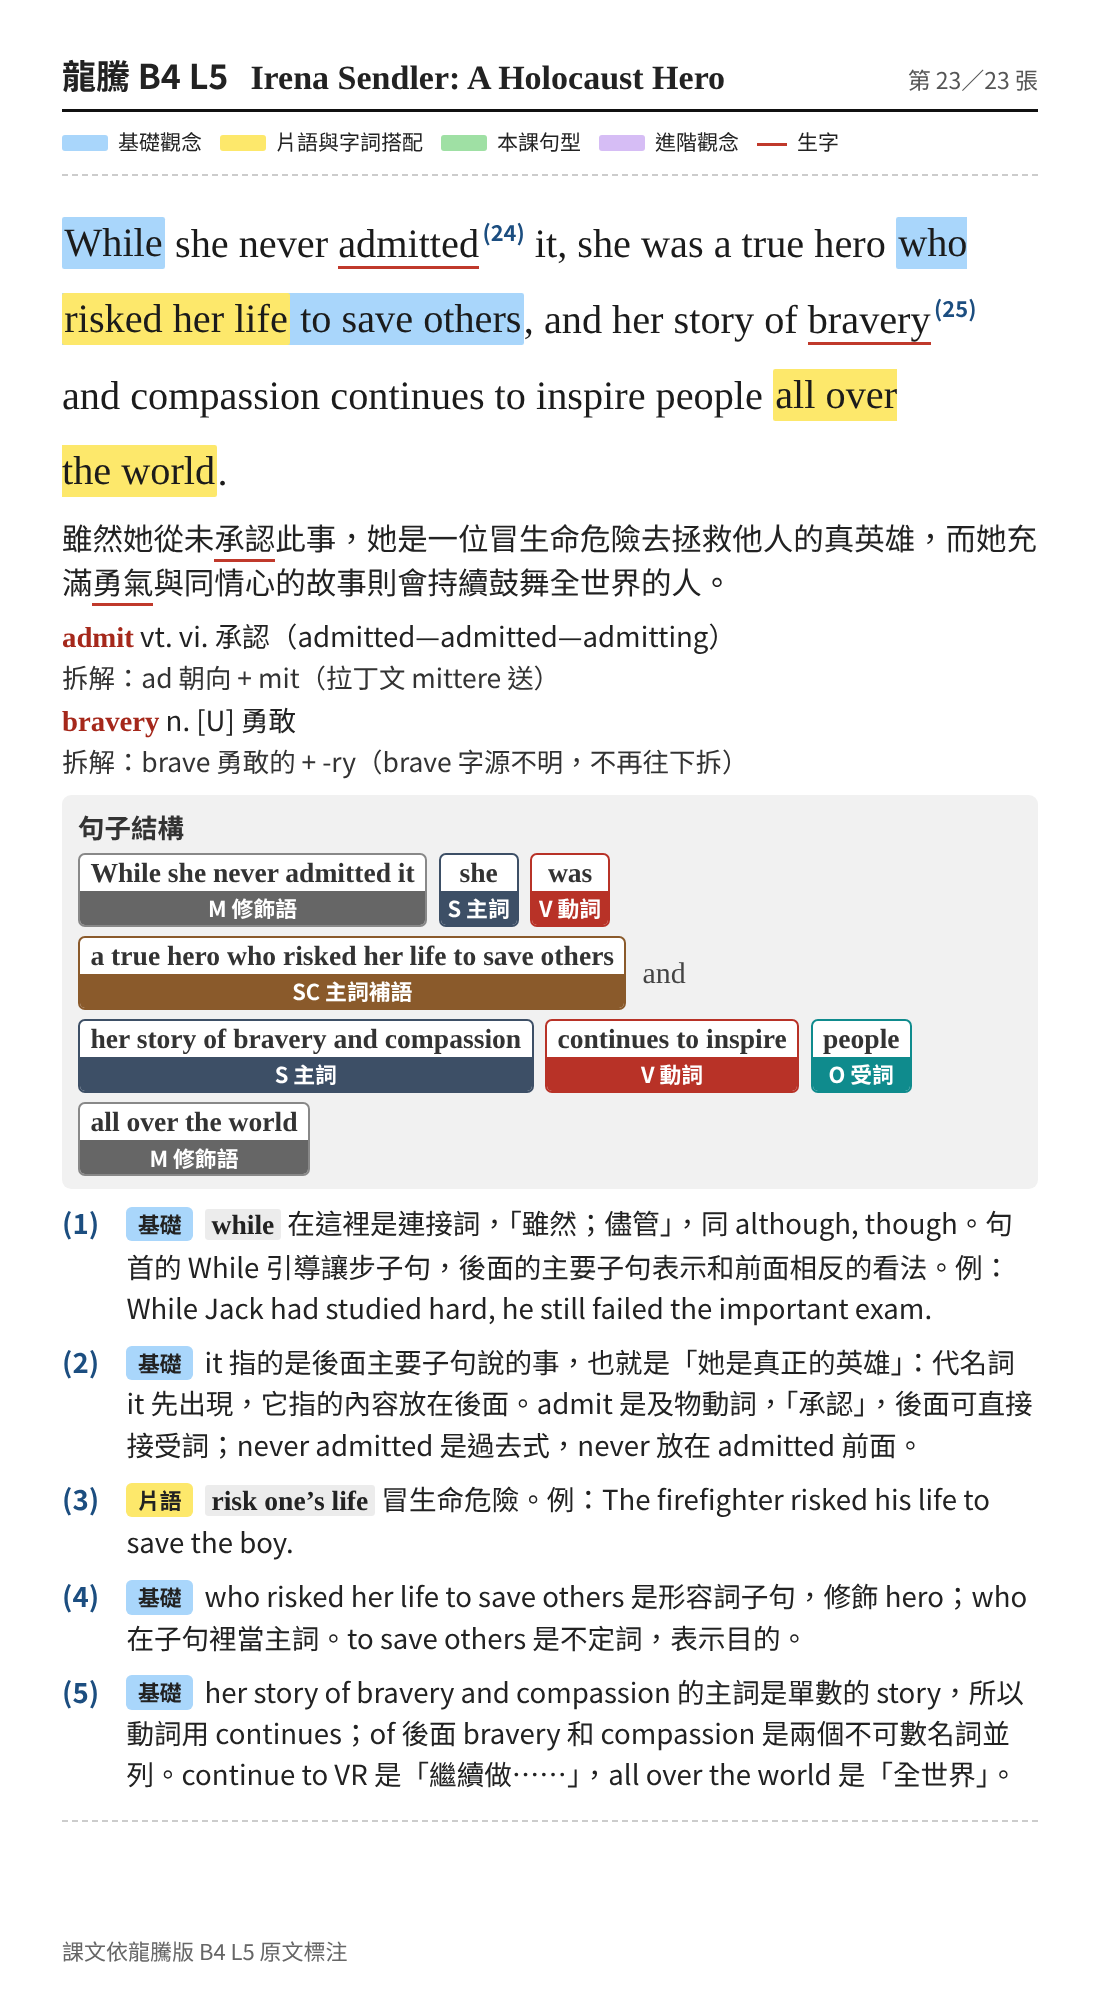 龍騰 B4 L5 Irena Sendler: A Holocaust Hero 第 23／23 張
基礎觀念 片語與字詞搭配 本課句型 進階觀念 生字
While she never admitted(24) it, she was a true hero who
risked her life to save others, and her story of bravery(25)
and compassion continues to inspire people all over
the world.
雖然她從未承認此事，她是一位冒生命危險去拯救他人的真英雄，而她充
滿勇氣與同情心的故事則會持續鼓舞全世界的人。
admit vt. vi. 承認（admitted—admitted—admitting）
拆解：ad 朝向 + mit（拉丁文 mittere 送）
bravery n. [U] 勇敢
拆解：brave 勇敢的 + -ry（brave 字源不明，不再往下拆）
句子結構
While she never admitted it she was
M 修飾語 S 主詞 V 動詞
a true hero who risked her life to save others and
SC 主詞補語
her story of bravery and compassion continues to inspire people
S 主詞 V 動詞 O 受詞
all over the world
M 修飾語
(1) 基礎 while 在這裡是連接詞，「雖然；儘管」，同 although, though。句
首的 While 引導讓步子句，後面的主要子句表示和前面相反的看法。例：
While Jack had studied hard, he still failed the important exam.
(2) 基礎 it 指的是後面主要子句說的事，也就是「她是真正的英雄」：代名詞
it 先出現，它指的內容放在後面。admit 是及物動詞，「承認」，後面可直接
接受詞；never admitted 是過去式，never 放在 admitted 前面。
(3) 片語 risk one’s life 冒生命危險。例：The firefighter risked his life to
save the boy.
(4) 基礎 who risked her life to save others 是形容詞子句，修飾 hero；who
在子句裡當主詞。to save others 是不定詞，表示目的。
(5) 基礎 her story of bravery and compassion 的主詞是單數的 story，所以
動詞用 continues；of 後面 bravery 和 compassion 是兩個不可數名詞並
列。continue to VR 是「繼續做……」，all over the world 是「全世界」。
課文依龍騰版 B4 L5 原文標注